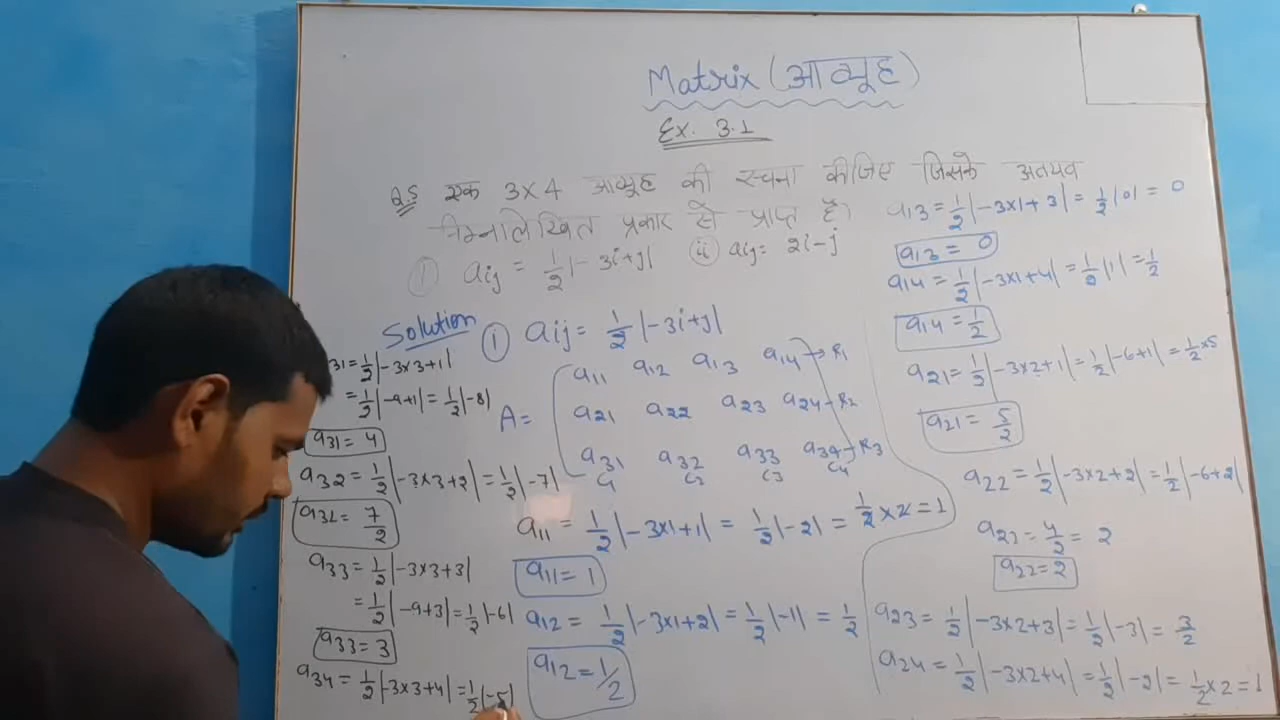 Matrix (आव्यूह)
Ex. 3.1
Q.5 एक 3×4 आव्यूह की रचना कीजिए जिसके अवयव
निम्नलिखित प्रकार से प्राप्त हैं।
① aij = 1/2|-3i+j| ⅱ aij = 2i-j
Solution
① aij = 1/2|-3i+j|
A=
a11 a12 a13 a14→R1
a21 a22 a23 a24→R2
a31 a32 a33 a34→R3
C1 C2 C3 C4
a11 = 1/2|-3×1+1| = 1/2|-2| = 1/2×2 = 1
a11 = 1
a12 = 1/2|-3×1+2| = 1/2|-1| = 1/2
a12 = 1/2
a13 = 1/2|-3×1+3| = 1/2|0| = 0
a13 = 0
a14 = 1/2|-3×1+4| = 1/2|1| = 1/2
a14 = 1/2
a21 = 1/2|-3×2+1| = 1/2|-6+1| = 1/2×5
a21 = 5/2
a22 = 1/2|-3×2+2| = 1/2|-6+2|
a22 = 4/2 = 2
a22 = 2
a23 = 1/2|-3×2+3| = 1/2|-3| = 3/2
a24 = 1/2|-3×2+4| = 1/2|-2| = 1/2×2 = 1
31 = 1/2|-3×3+1|
= 1/2|-9+1| = 1/2|-8|
a31 = 4
a32 = 1/2|-3×3+2| = 1/2|-7|
a32 = 7/2
a33 = 1/2|-3×3+3|
= 1/2|-9+3| = 1/2|-6|
a33 = 3
a34 = 1/2|-3×3+4| = 1/2|-5|